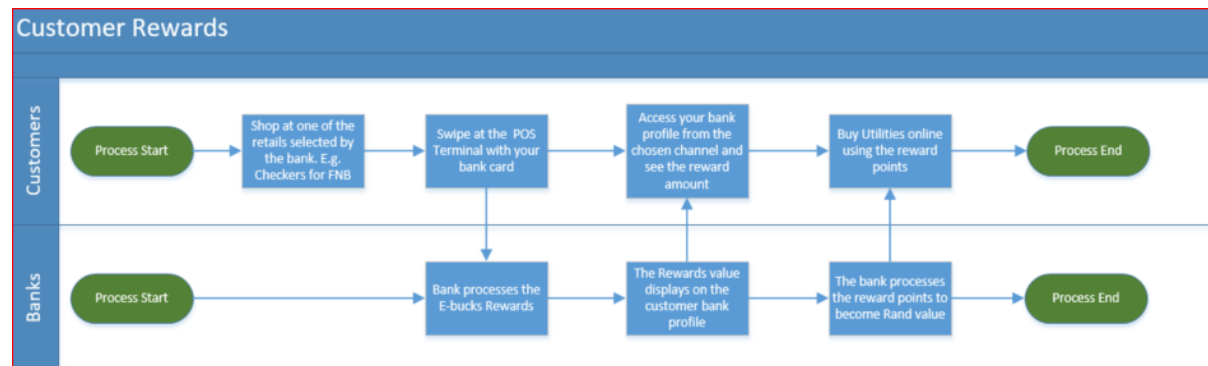 Customer Rewards
Customers
Process Start
Shop at one of the
retails selected by
the bank. E.g.
Checkers for FNB
Swipe at the POS
Terminal with your
bank card
Access your bank
profile from the
chosen channel and
see the reward
amount
Buy Utilities online
using the reward
points
Process End
Banks
Process Start
Bank processes the
E-bucks Rewards
The Rewards value
displays on the
customer bank
profile
The bank processes
the reward points to
become Rand value
Process End